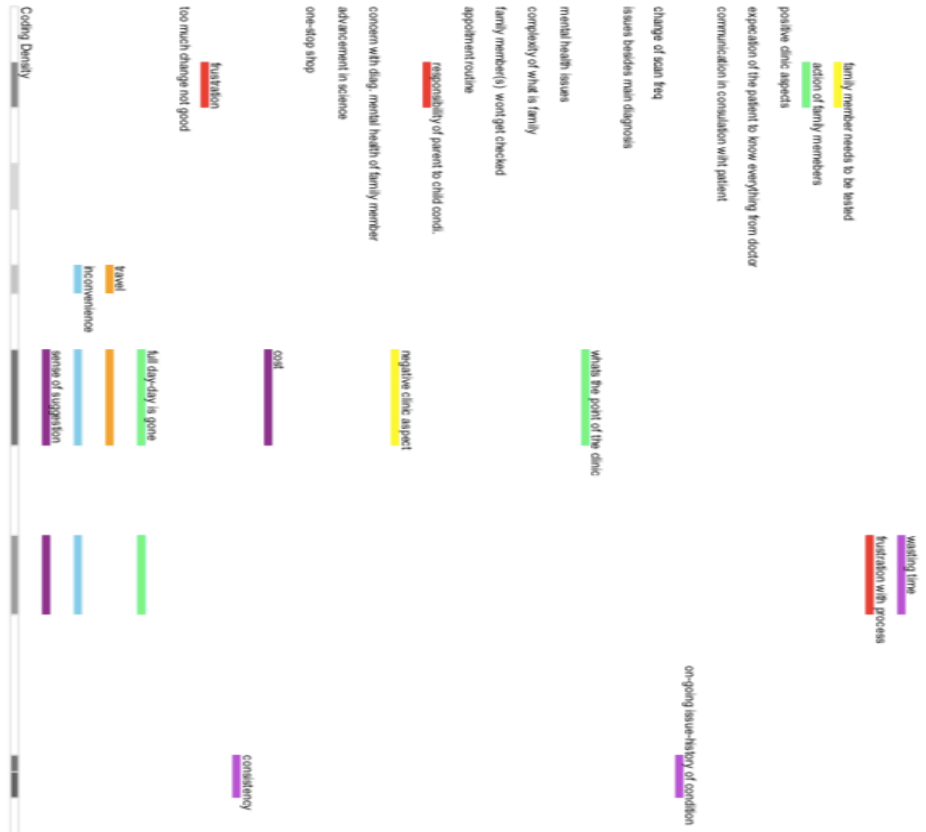 wasting time
frustration with process
family member needs to be tested
action of family memebers
positive clinic aspects
expecation of the patient to know everything from doctor
communication in consulation wiht patient
on-going issue-history of condition
change of scan freq
issues besides main diagnosis
whats the point of the clinic
mental health issues
complexity of what is family
family member(s) wont get checked
appoitment routine
responsibility of parent to child condi.
negative clinic aspect
concern with diag. mental health of family member
advancement in science
one-stop shop
cost
consistency
frustration
too much change not good
full day-day is gone
travel
inconvenience
sense of suggestion
Coding Density